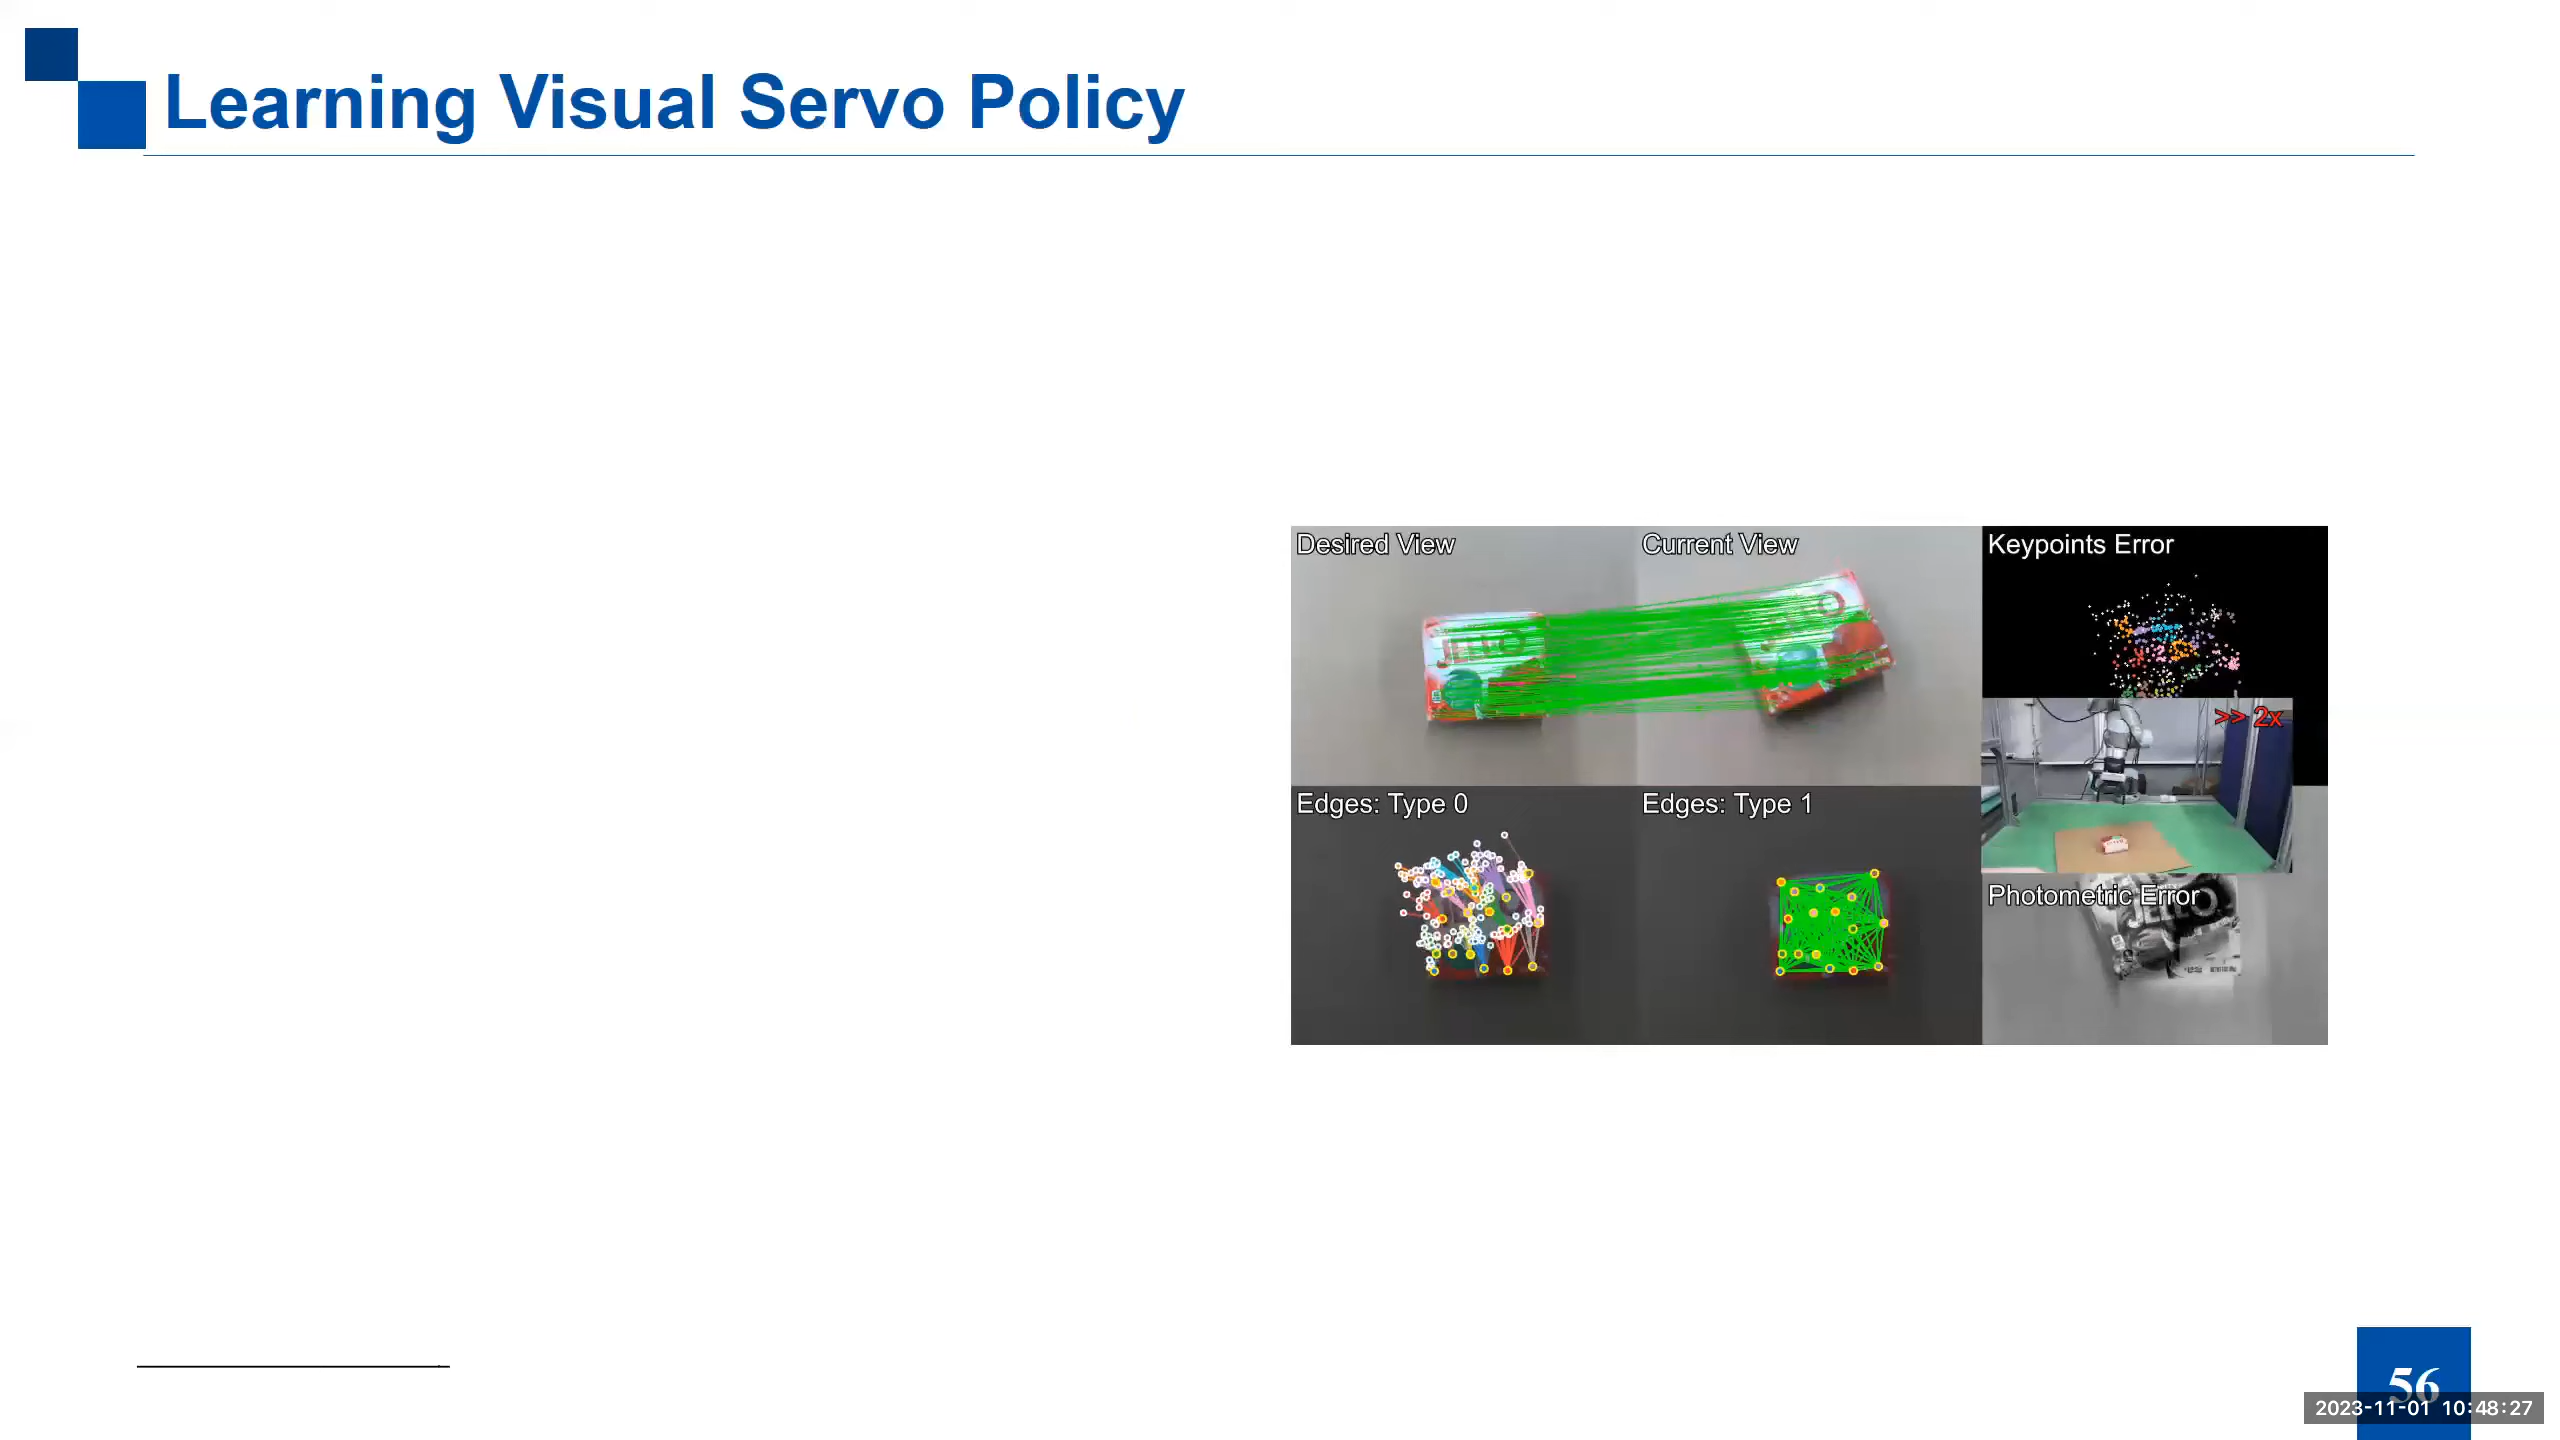 Learning Visual Servo Policy
Desired View
Current View
Keypoints Error
>> 2x
Edges: Type 0
Edges: Type 1
Photometric Error
JELL-O
56
2023-11-01 10:48:27